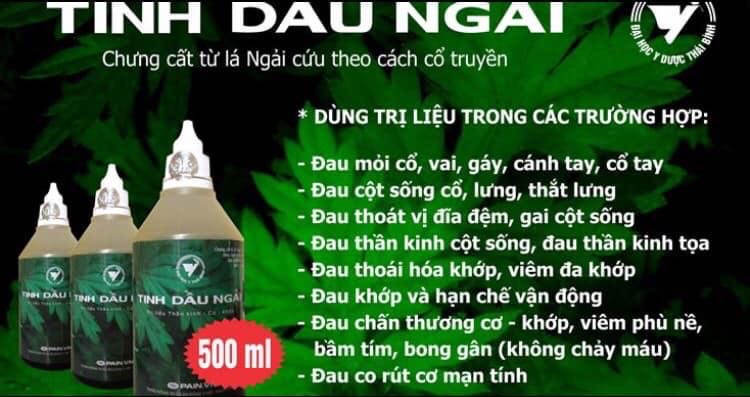 TINH DẦU NGẢI
Chưng cất từ lá Ngải cứu theo cách cổ truyền
ĐẠI HỌC Y DƯỢC THÁI BÌNH
* DÙNG TRỊ LIỆU TRONG CÁC TRƯỜNG HỢP:
- Đau mỏi cổ, vai, gáy, cánh tay, cổ tay
- Đau cột sống cổ, lưng, thắt lưng
- Đau thoát vị đĩa đệm, gai cột sống
- Đau thần kinh cột sống, đau thần kinh tọa
- Đau thoái hóa khớp, viêm đa khớp
- Đau khớp và hạn chế vận động
- Đau chấn thương cơ - khớp, viêm phù nề,
bầm tím, bong gân (không chảy máu)
- Đau co rút cơ mạn tính
TINH DẦU NGẢI
500 ml
PAIN.VN